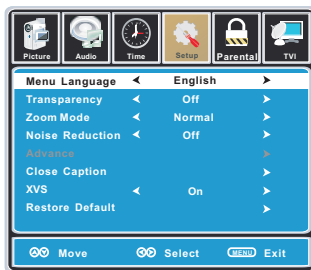 Picture Audio Time Setup Parental TVI
Menu Language English
Transparency Off
Zoom Mode Normal
Noise Reduction Off
Advance
Close Caption
XVS On
Restore Default
Move Select MENU Exit